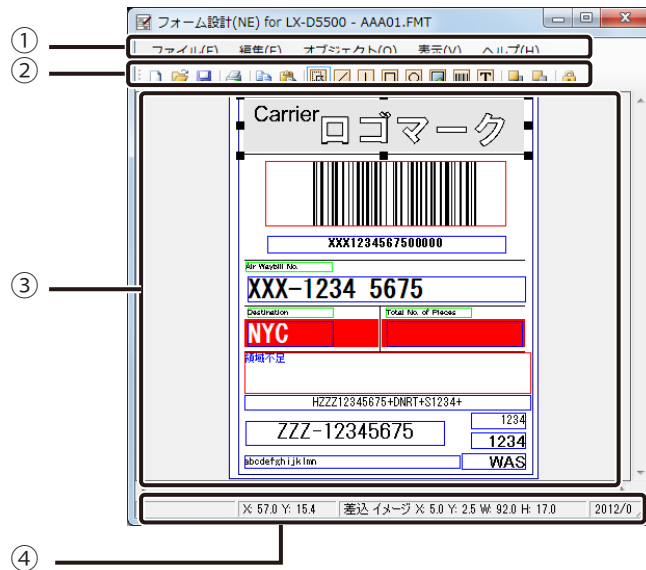 フォーム設計(NE) for LX-D5500 - AAA01.FMT
①
ファイル(F) 編集(E) オブジェクト(O) 表示(V) ヘルプ(H)
②
T
Carrier ロゴマーク
XXX1234567500000
Air Waybill No.
③
XXX-1234 5675
Destination Total No. of Pieces
NYC
領域不足
HZZZ12345675+DNRT+S1234+
1234
ZZZ-12345675
1234
abcdefghijklmn WAS
X: 57.0 Y: 15.4 差込 イメージ X: 5.0 Y: 2.5 W: 92.0 H: 17.0 2012/0
④